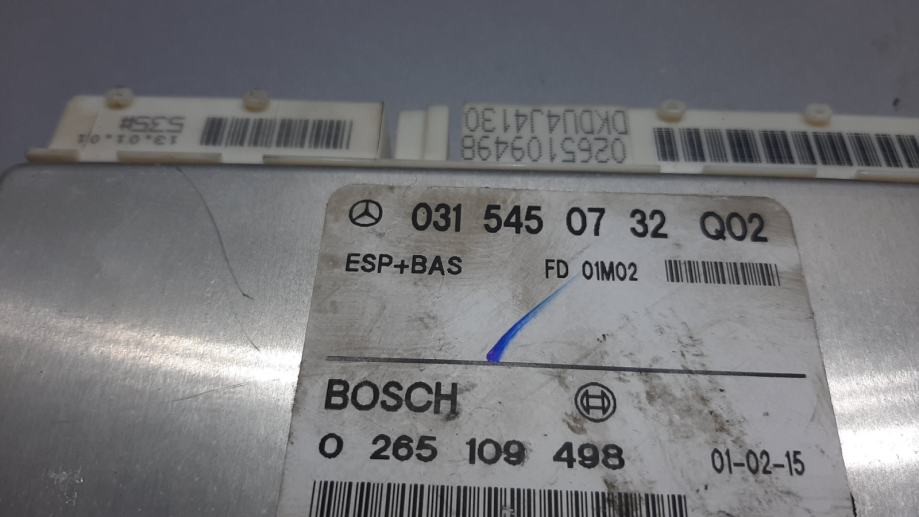 13.01.01
535#
0265109498
DKDU4J4130
031 545 07 32 Q02
ESP+BAS FD 01M02
BOSCH
0 265 109 498 01-02-15